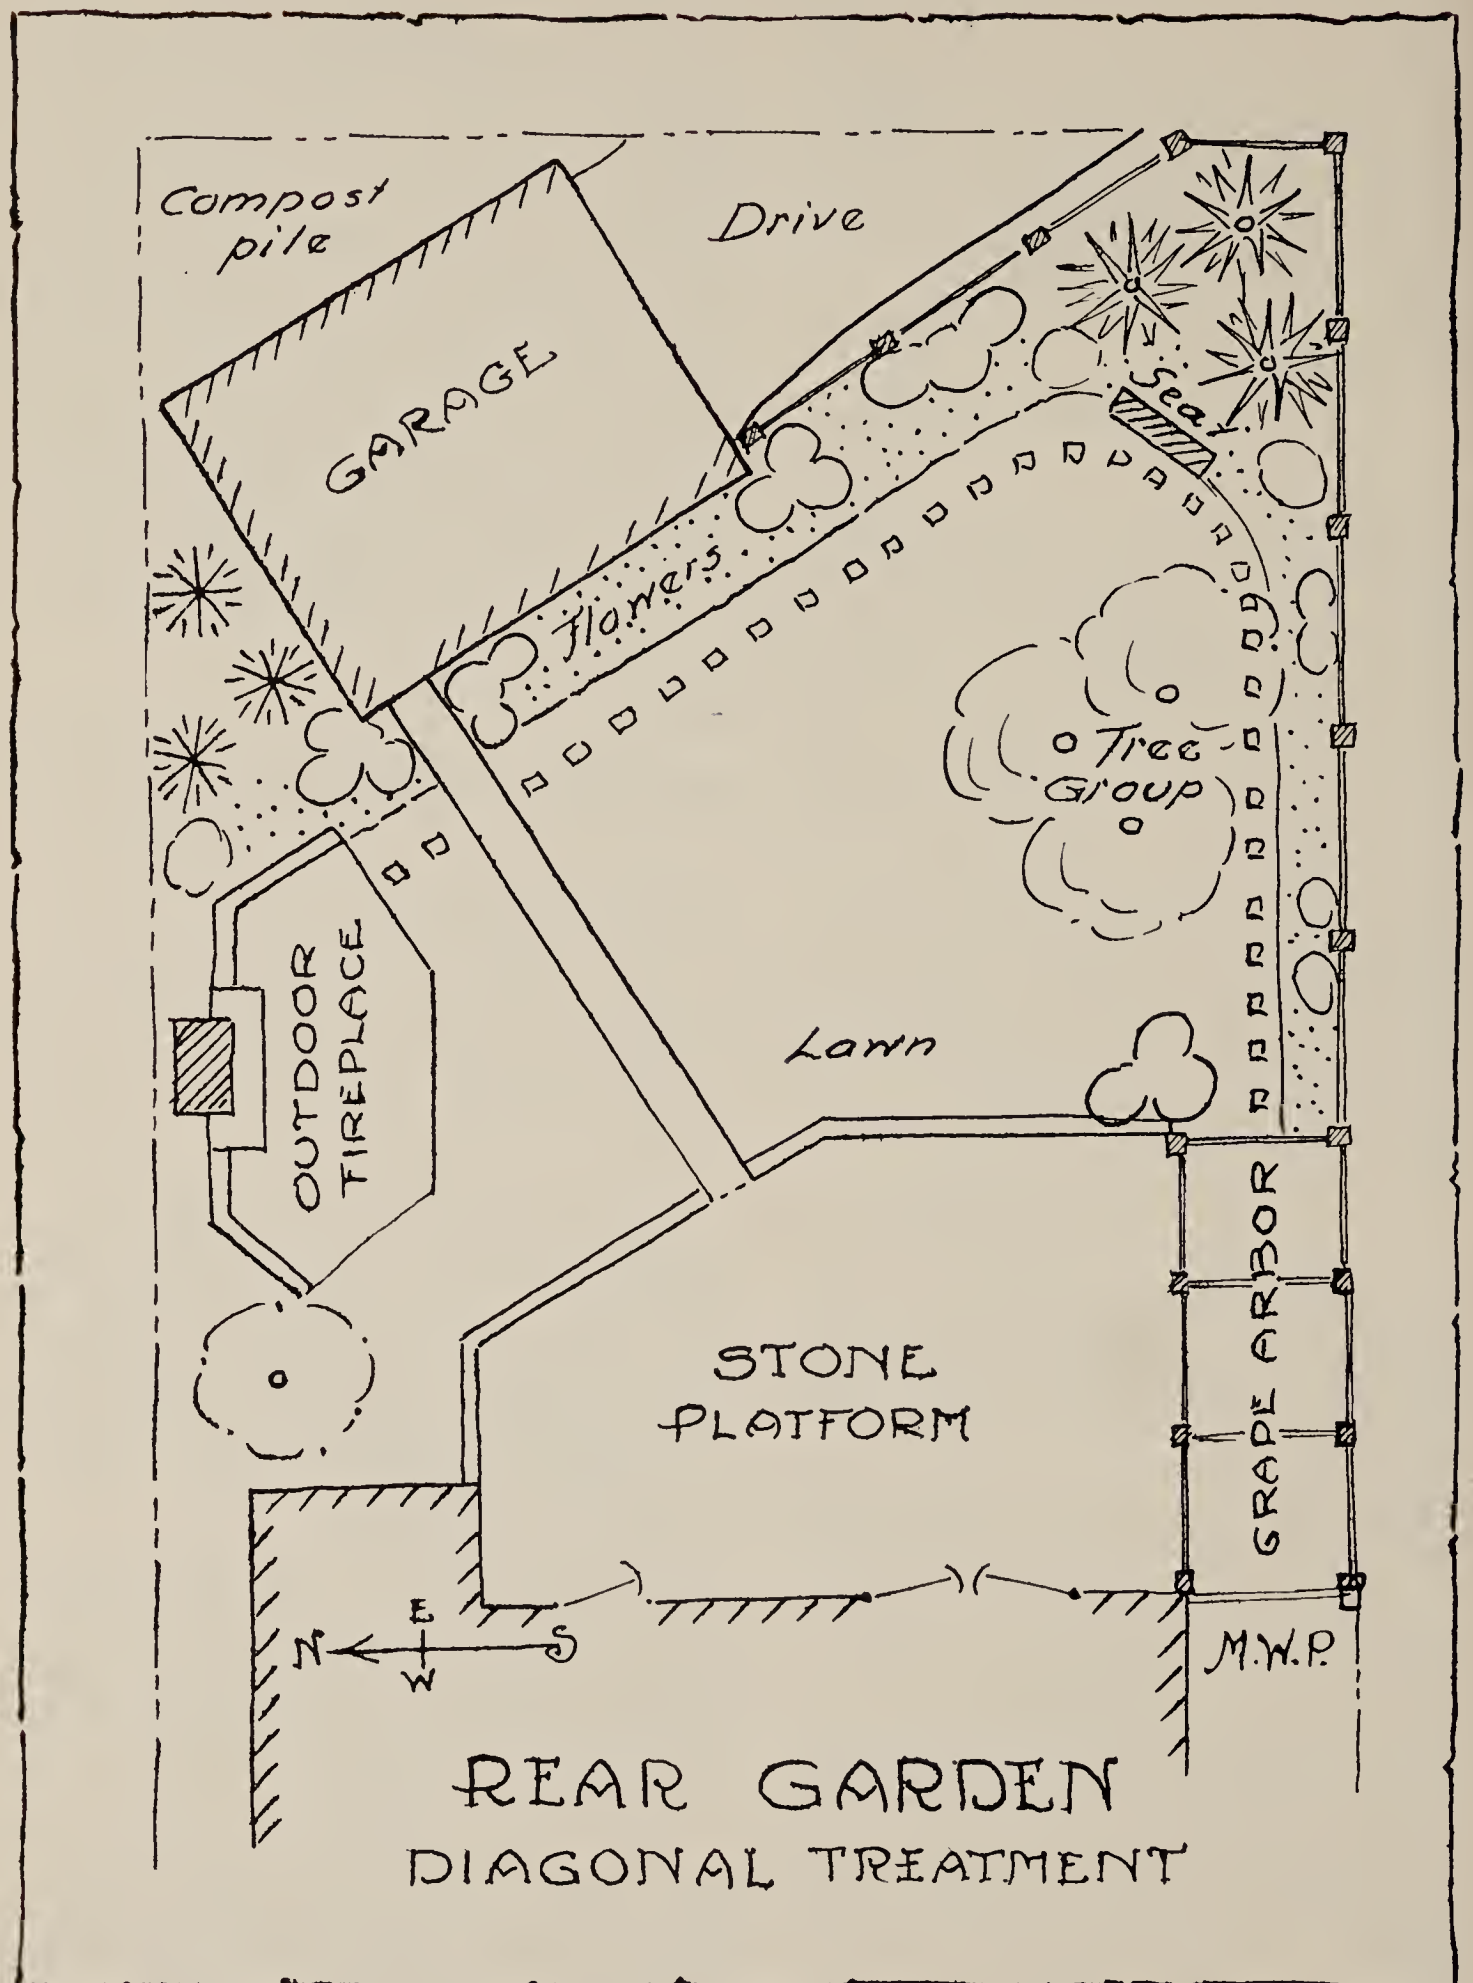 Compost
pile
Drive
GARAGE
Seat
Flowers
Tree
Group
OUTDOOR
FIREPLACE
Lawn
GRAPE ARBOR
STONE
PLATFORM
E
N S
W
M.W.P.
REAR GARDEN
DIAGONAL TREATMENT